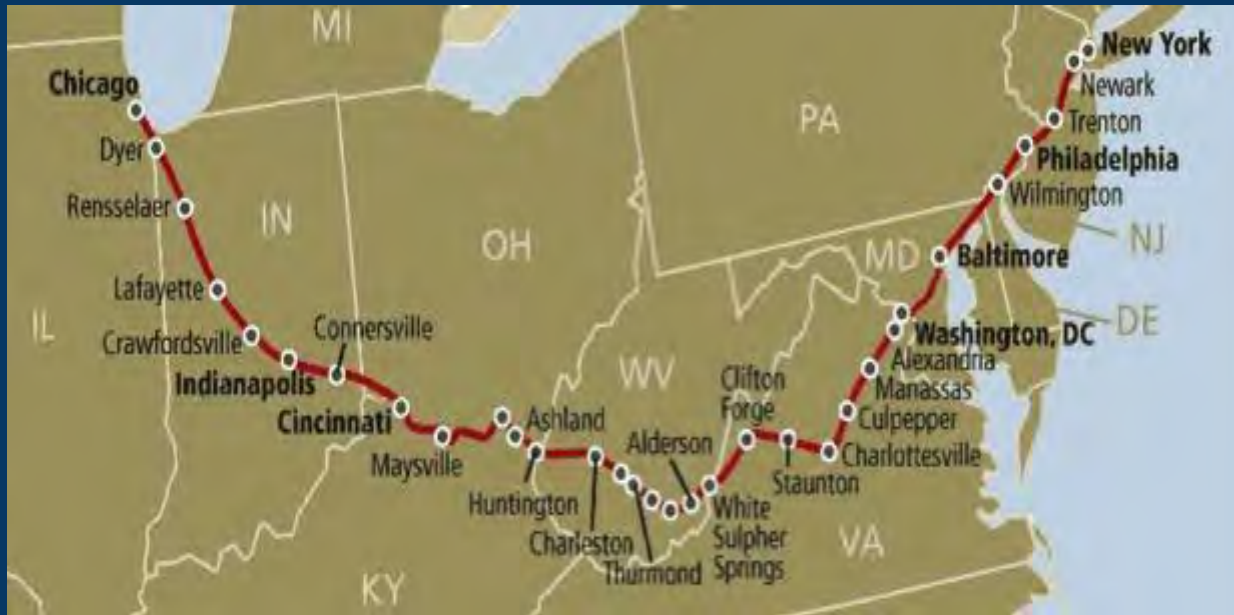 MI
New York
Chicago
Newark
PA
Trenton
Dyer
Philadelphia
Wilmington
Rensselaer
IN
OH
NJ
MD
Baltimore
Lafayette
IL
Connersville
DE
Crawfordsville
Washington, DC
Alexandria
WV
Indianapolis
Clifton
Forge
Manassas
Cincinnati
Ashland
Culpepper
Alderson
Maysville
Charlottesville
Staunton
Huntington
White
Sulpher
Springs
Charleston
VA
Thurmond
KY